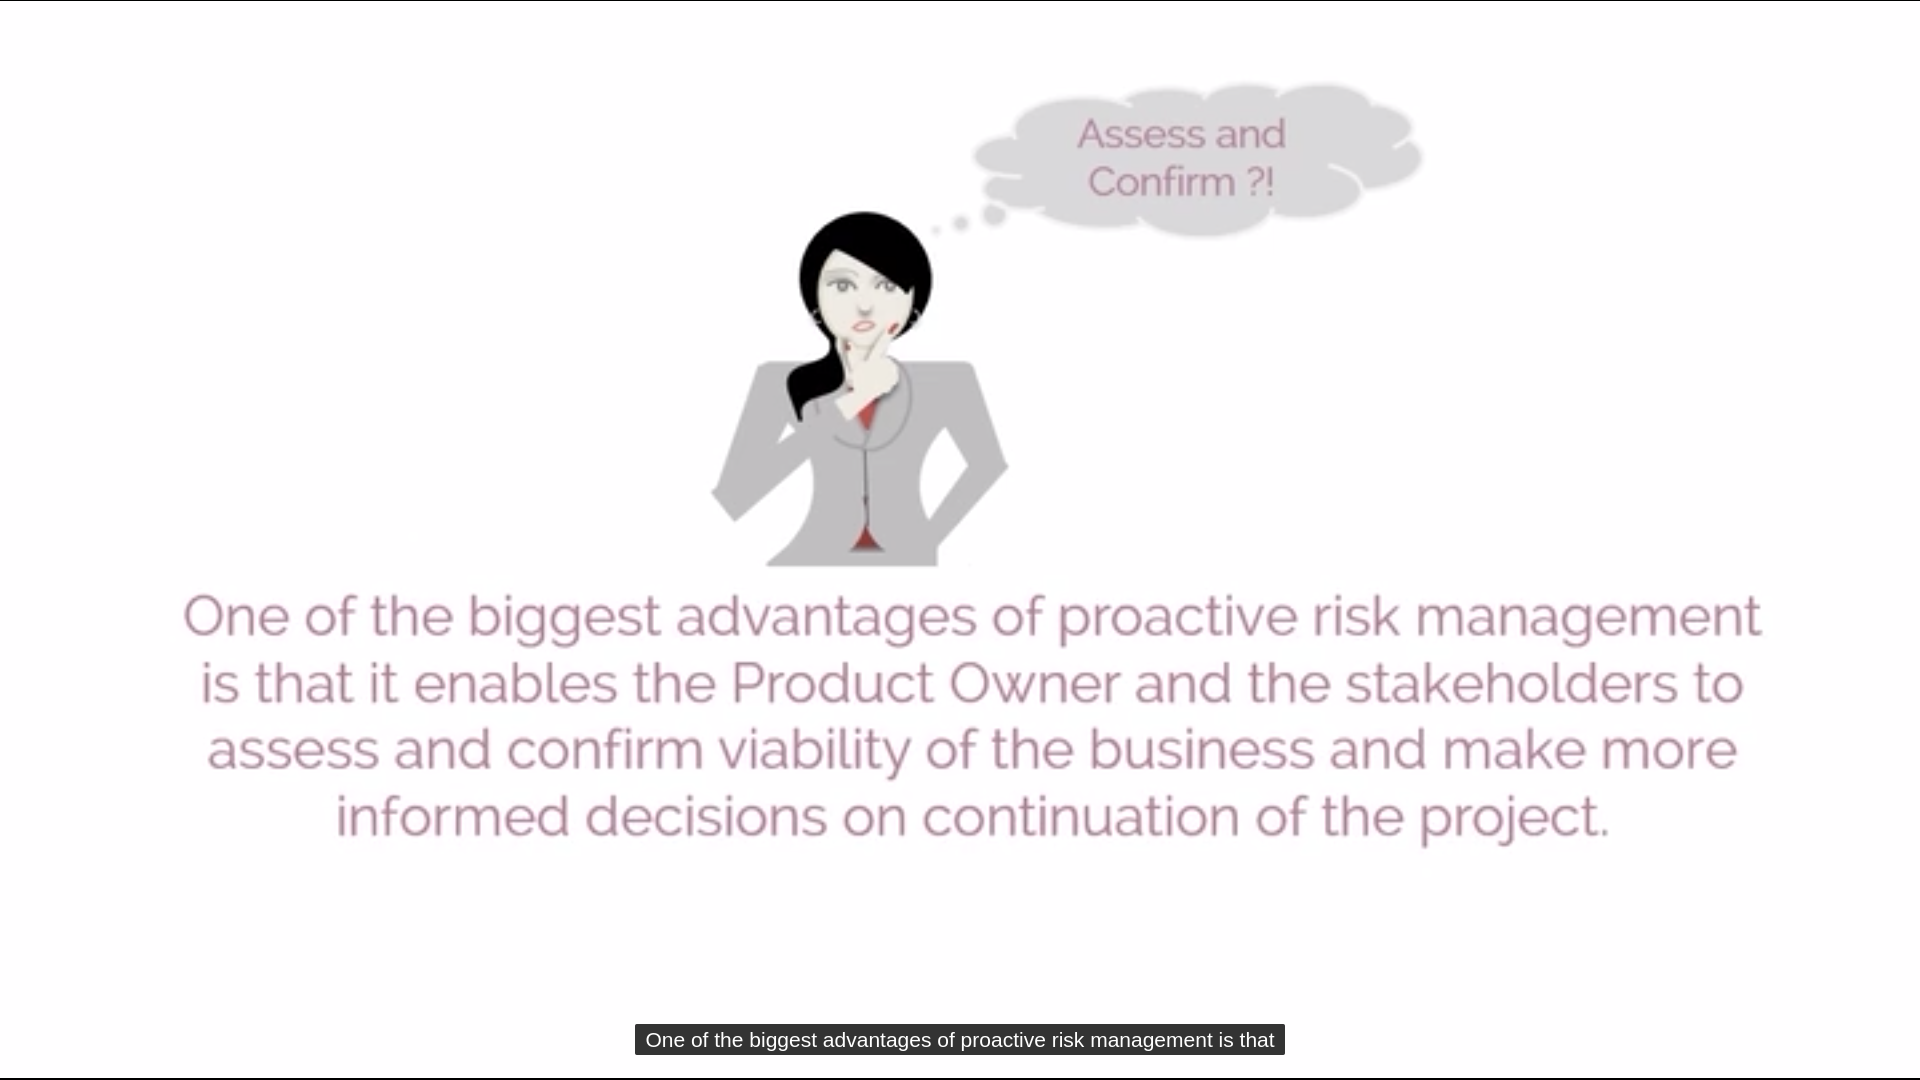 Assess and
Confirm ?!
One of the biggest advantages of proactive risk management
is that it enables the Product Owner and the stakeholders to
assess and confirm viability of the business and make more
informed decisions on continuation of the project.
One of the biggest advantages of proactive risk management is that